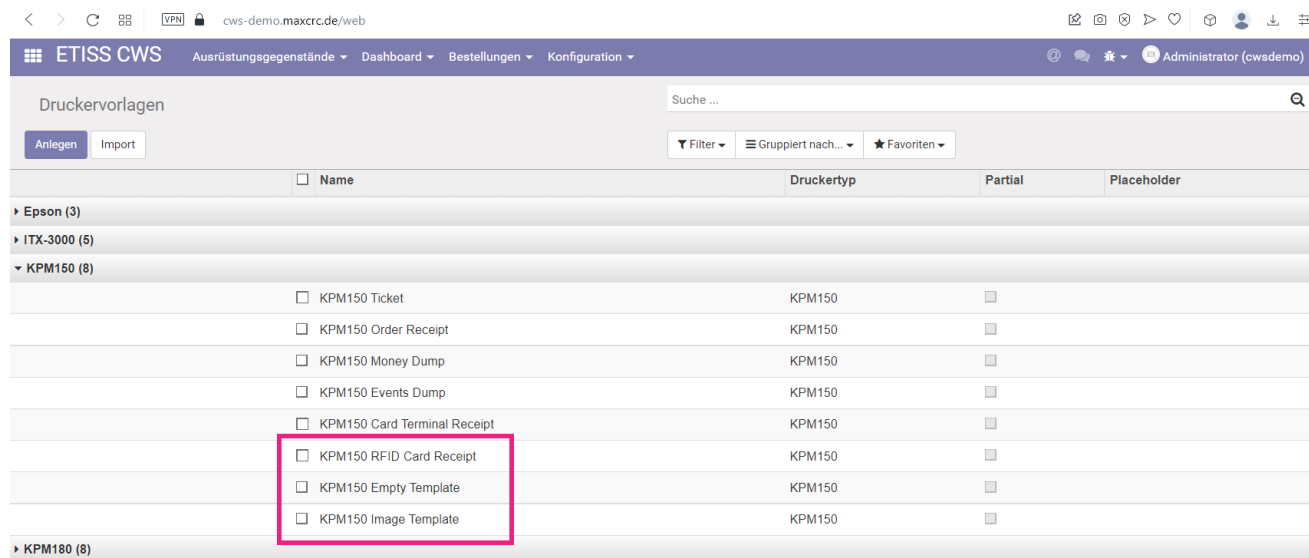 VPN cws-demo.maxcrc.de/web
ETISS CWS Ausrüstungsgegenstände Dashboard Bestellungen Konfiguration @ Administrator (cwsdemo)
Druckervorlagen Suche ...
Anlegen Import Filter Gruppiert nach... Favoriten
Name Druckertyp Partial Placeholder
Epson (3)
ITX-3000 (5)
KPM150 (8)
KPM150 Ticket KPM150
KPM150 Order Receipt KPM150
KPM150 Money Dump KPM150
KPM150 Events Dump KPM150
KPM150 Card Terminal Receipt KPM150
KPM150 RFID Card Receipt KPM150
KPM150 Empty Template KPM150
KPM150 Image Template KPM150
KPM180 (8)